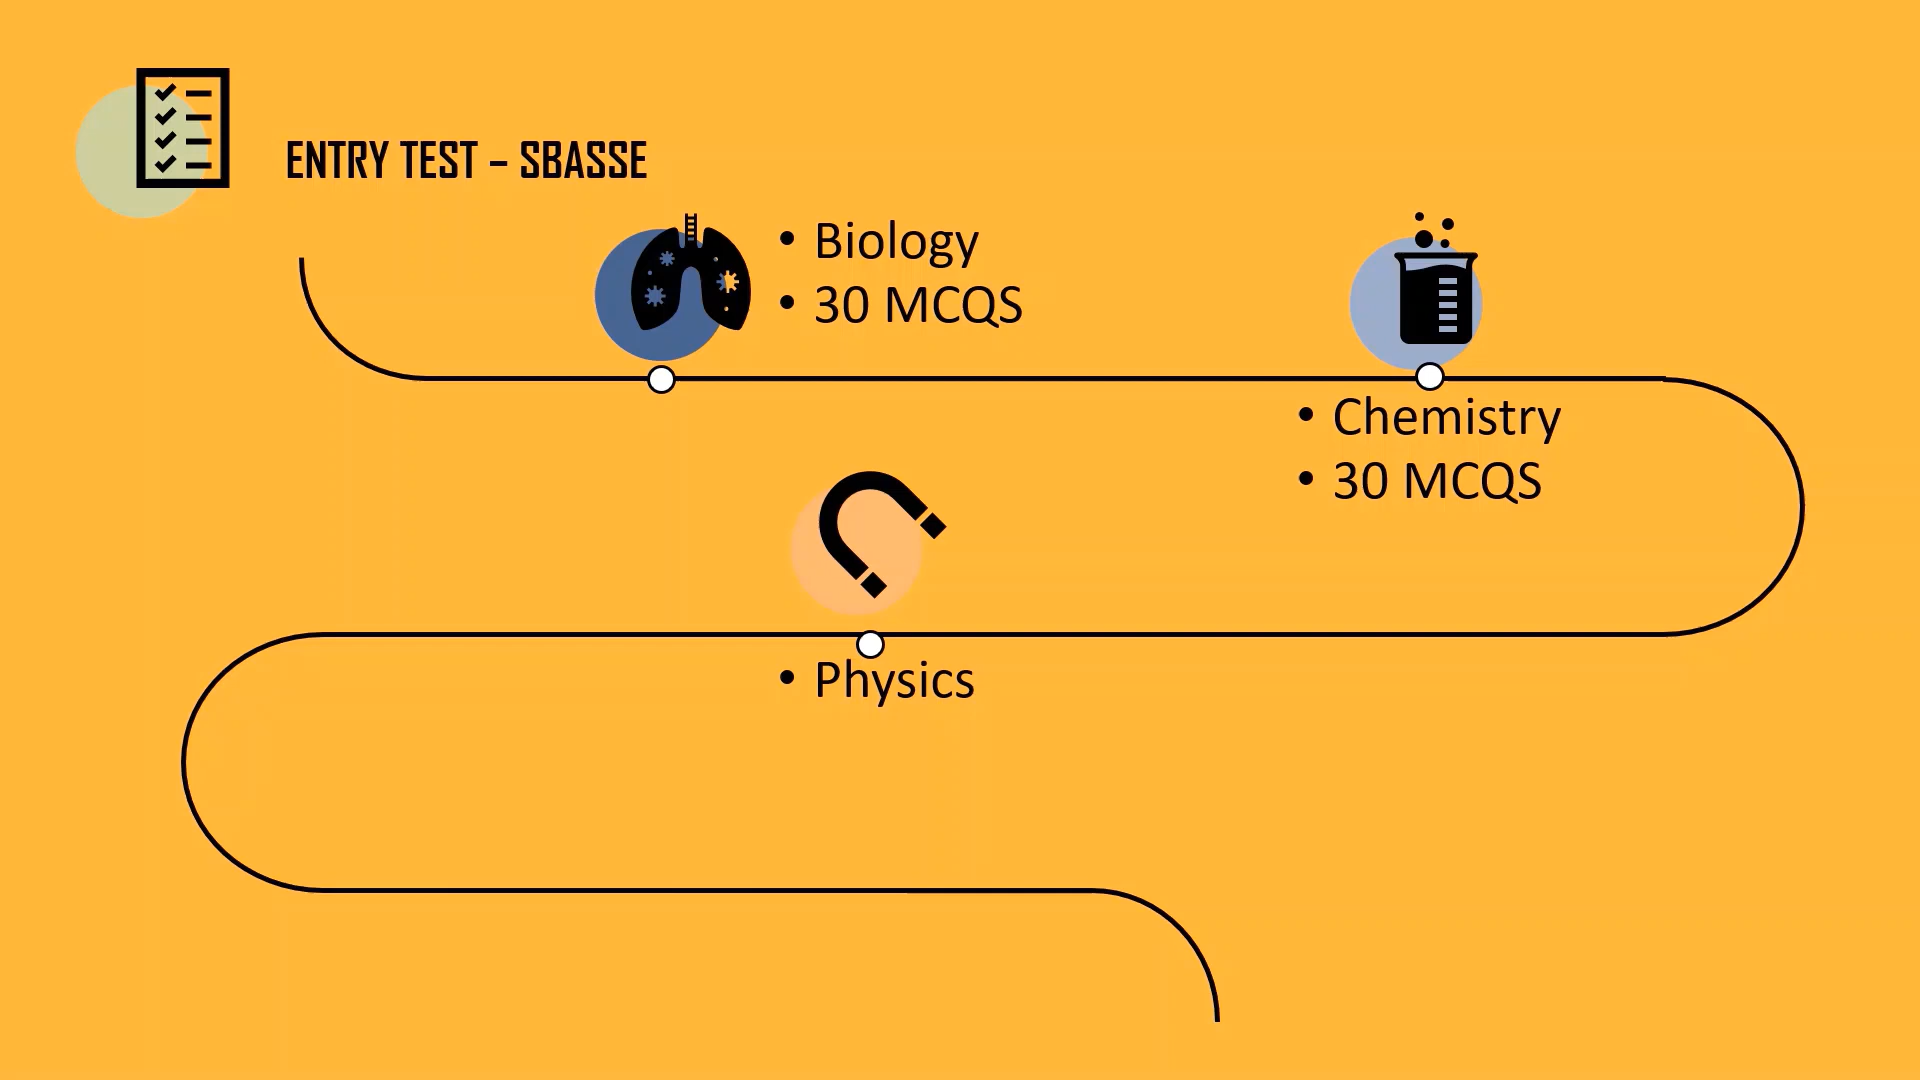 ENTRY TEST – SBASSE
• Biology
• 30 MCQS
• Chemistry
• 30 MCQS
• Physics